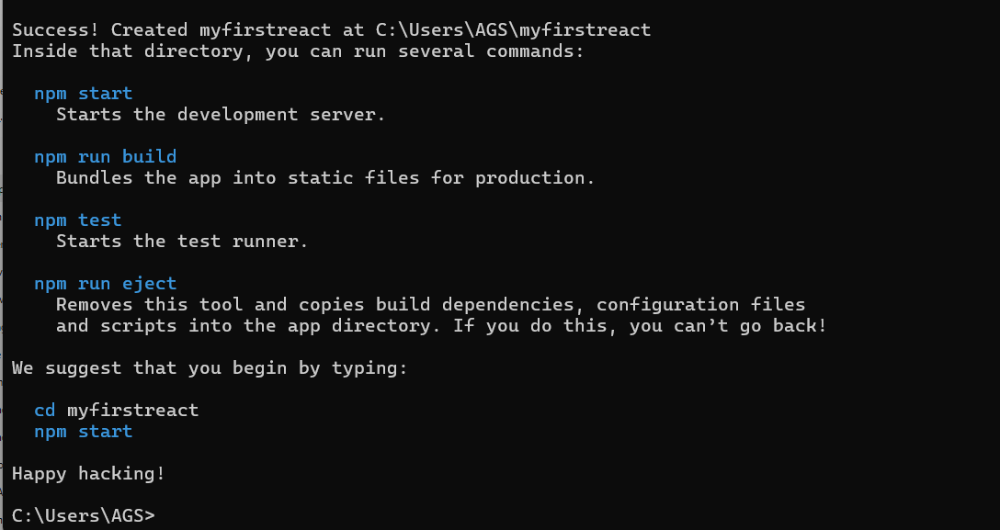 Success! Created myfirstreact at C:\Users\AGS\myfirstreact
Inside that directory, you can run several commands:
npm start
Starts the development server.
npm run build
Bundles the app into static files for production.
npm test
Starts the test runner.
npm run eject
Removes this tool and copies build dependencies, configuration files
and scripts into the app directory. If you do this, you can’t go back!
We suggest that you begin by typing:
cd myfirstreact
npm start
Happy hacking!
C:\Users\AGS>